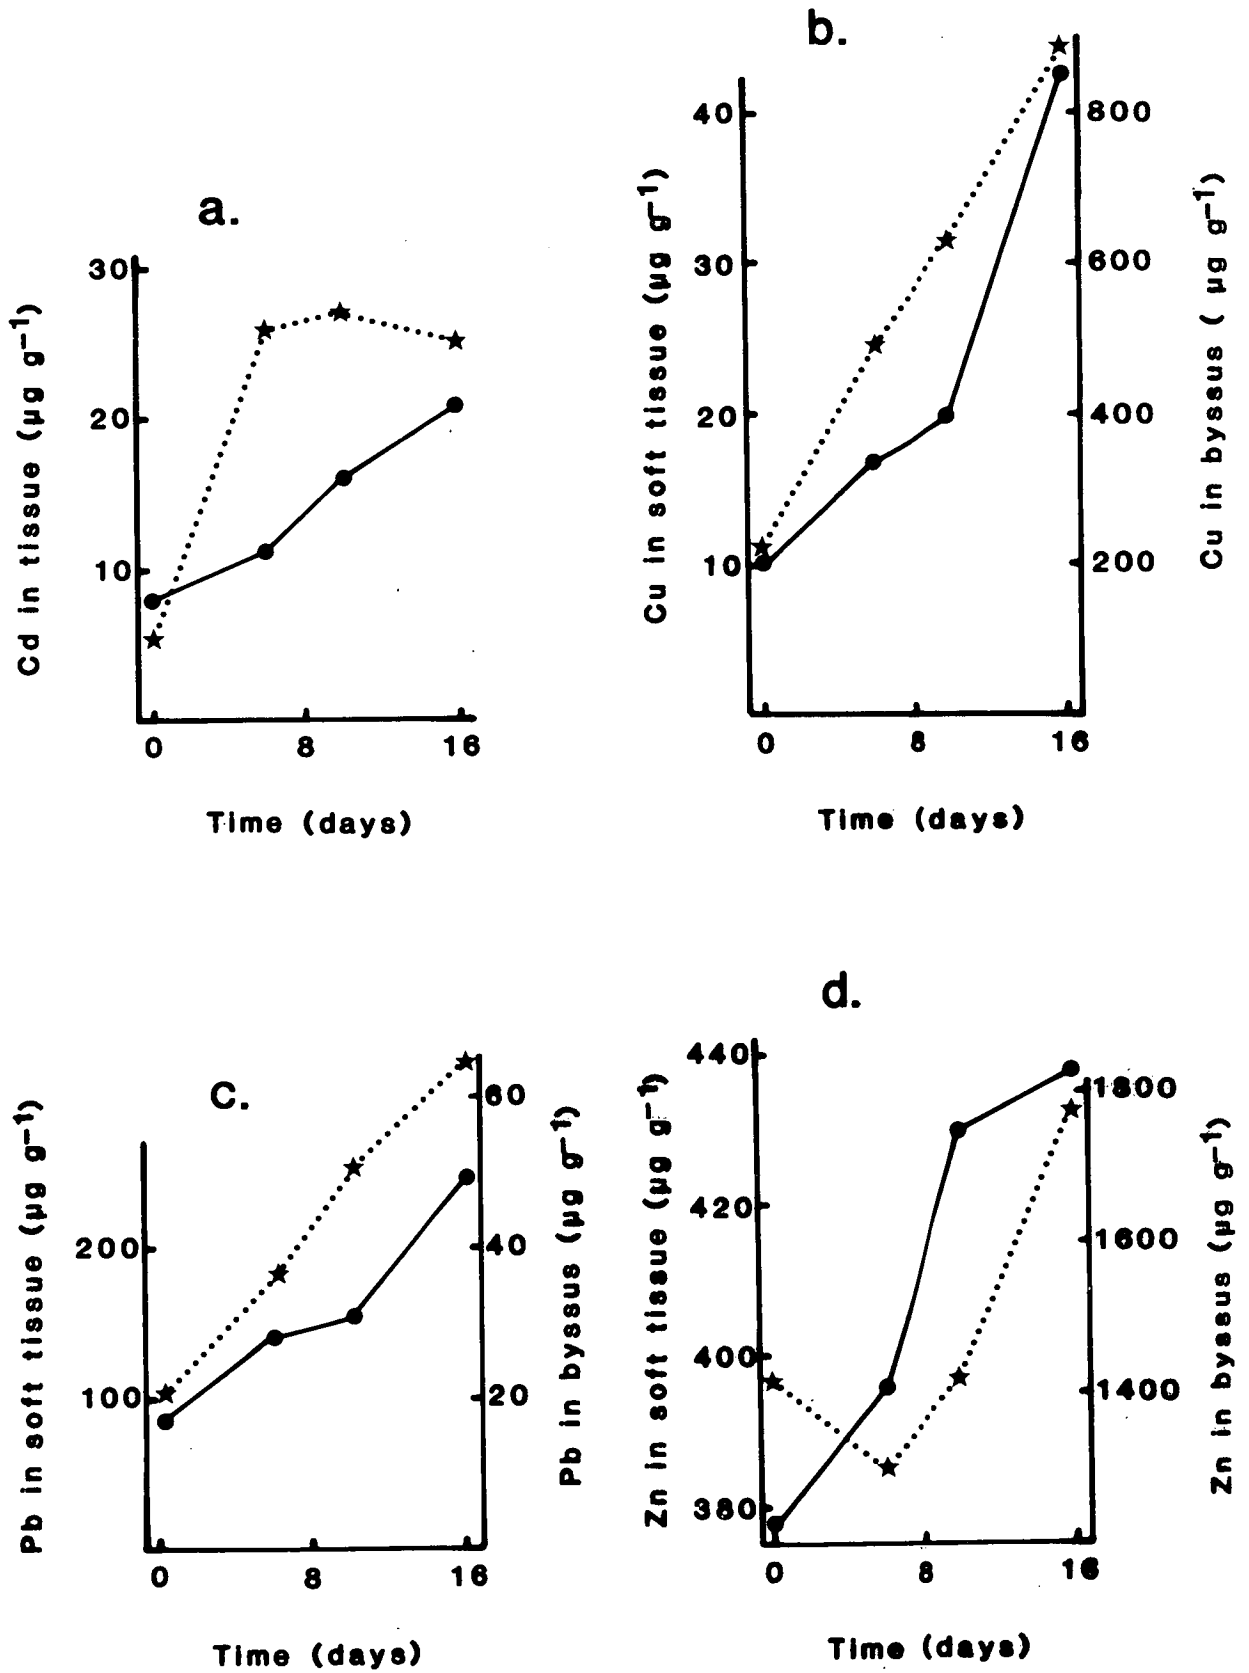 a.
Cd in tissue (µg g⁻¹)
30
20
10
0 8 16
Time (days)
b.
Cu in soft tissue (µg g⁻¹)
40
30
20
10
800
600
400
200
Cu in byssus ( µg g⁻¹)
0 8 16
Time (days)
c.
Pb in soft tissue (µg g⁻¹)
200
100
60
40
20
Pb in byssus (µg g⁻¹)
0 8 16
Time (days)
d.
Zn in soft tissue (µg g⁻¹)
440
420
400
380
1800
1600
1400
Zn in byssus (µg g⁻¹)
0 8 16
Time (days)